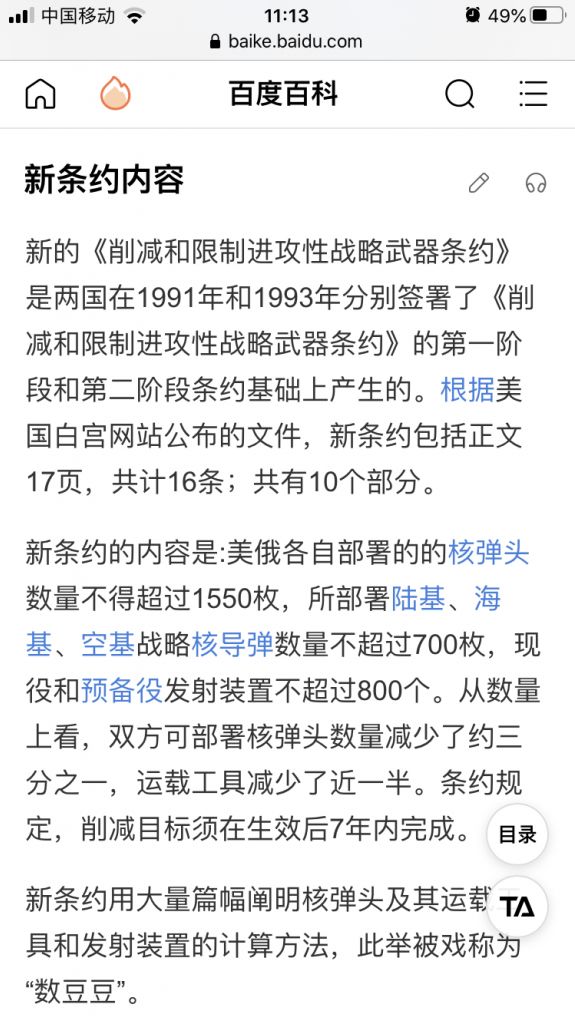 中国移动 11:13 49%
baike.baidu.com
百度百科
新条约内容
新的《削减和限制进攻性战略武器条约》
是两国在1991年和1993年分别签署了《削
减和限制进攻性战略武器条约》的第一阶
段和第二阶段条约基础上产生的。根据美
国白宫网站公布的文件，新条约包括正文
17页，共计16条；共有10个部分。
新条约的内容是:美俄各自部署的的核弹头
数量不得超过1550枚，所部署陆基、海
基、空基战略核导弹数量不超过700枚，现
役和预备役发射装置不超过800个。从数量
上看，双方可部署核弹头数量减少了约三
分之一，运载工具减少了近一半。条约规
定，削减目标须在生效后7年内完成。
目录
新条约用大量篇幅阐明核弹头及其运载工
TA
具和发射装置的计算方法，此举被戏称为
“数豆豆”。